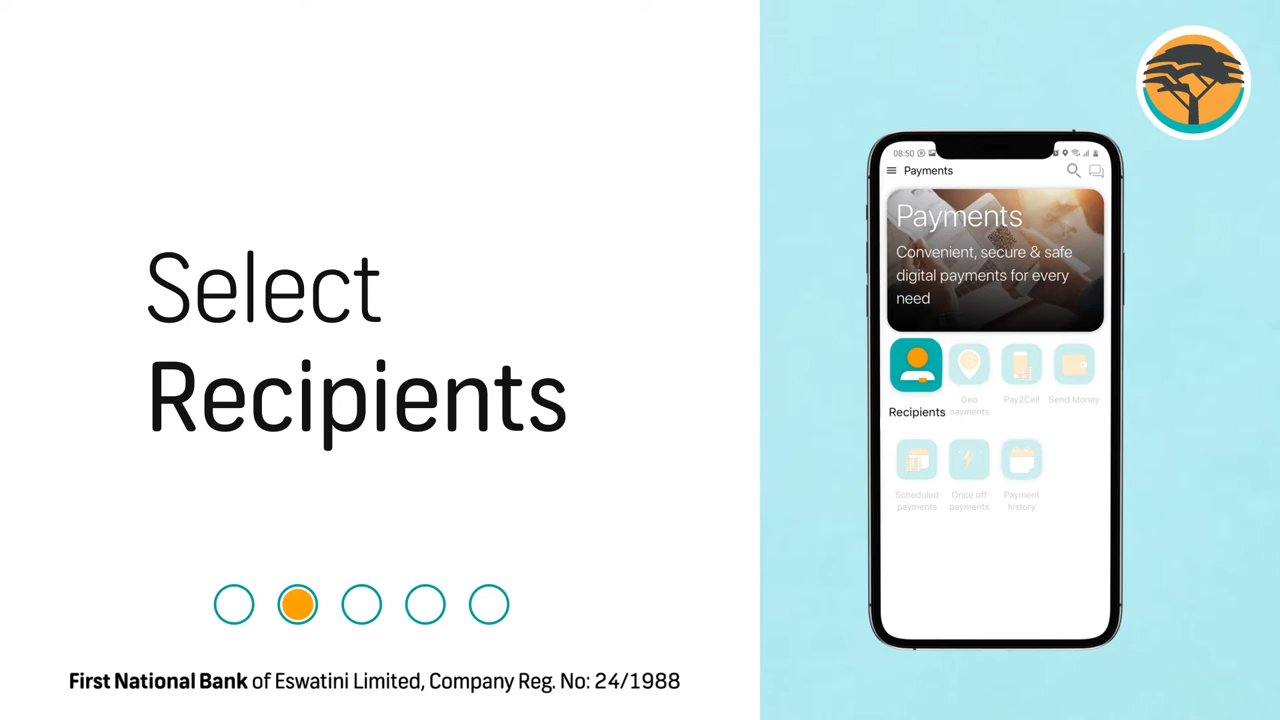 Select
Recipients
First National Bank of Eswatini Limited, Company Reg. No: 24/1988
08:50
Payments
Payments
Convenient, secure & safe
digital payments for every
need
Recipients
Geo
payments
Pay2Cell
Send Money
Scheduled
payments
Once off
payments
Payment
history